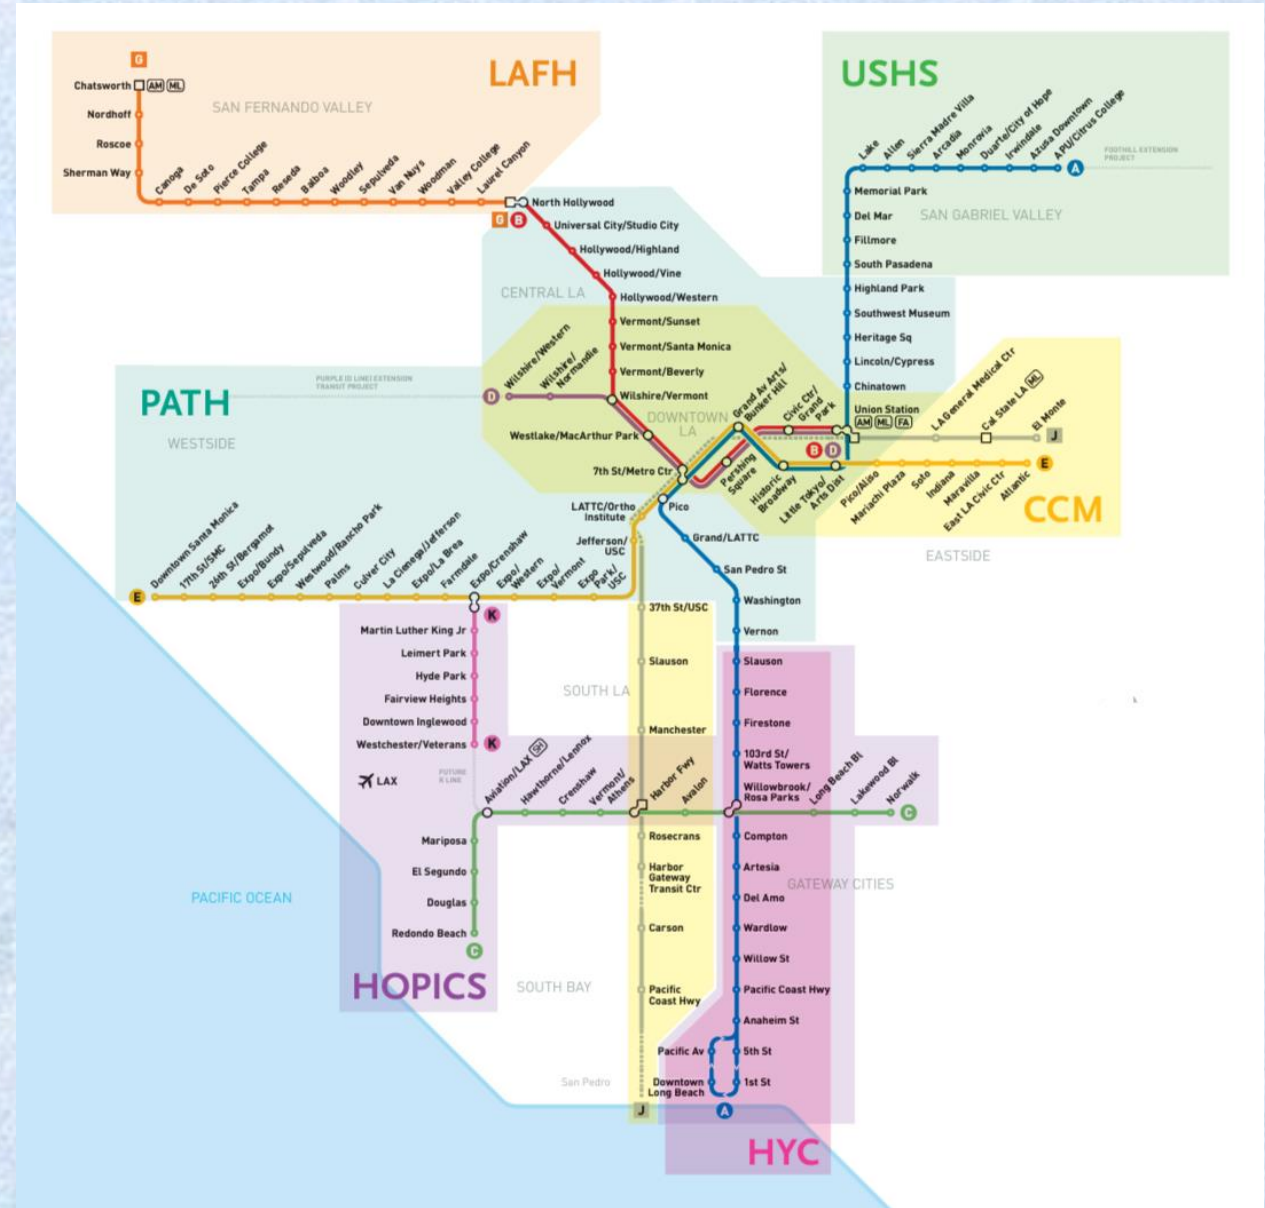 G
LAFH
Chatsworth AM ML
SAN FERNANDO VALLEY
Nordhoff
Roscoe
Sherman Way
Canoga
De Soto
Pierce College
Tampa
Reseda
Balboa
Woodley
Sepulveda
Van Nuys
Woodman
Valley College
Laurel Canyon
North Hollywood
G B
USHS
Lake
Allen
Sierra Madre Villa
Arcadia
Monrovia
Duarte/City of Hope
Irwindale
Azusa Downtown
APU/Citrus College
A
FOOTHILL EXTENSION
PROJECT
Memorial Park
Del Mar
SAN GABRIEL VALLEY
Fillmore
South Pasadena
Highland Park
Southwest Museum
Heritage Sq
Lincoln/Cypress
Chinatown
Union Station
AM ML FA
Universal City/Studio City
Hollywood/Highland
Hollywood/Vine
CENTRAL LA
Hollywood/Western
Vermont/Sunset
Vermont/Santa Monica
Vermont/Beverly
Wilshire/Vermont
Wilshire/Western
Wilshire/
Normandie
D
PURPLE (D LINE) EXTENSION
TRANSIT PROJECT
PATH
WESTSIDE
DOWNTOWN
LA
Westlake/MacArthur Park
7th St/Metro Ctr
Grand Av Arts/
Bunker Hill
Civic Ctr/
Grand
Park
B D
Pershing
Square
Historic
Broadway
Little Tokyo/
Arts Dist
LA General Medical Ctr
Cal State LA ML
El Monte
J
Pico/Aliso
Mariachi Plaza
Soto
Indiana
Maravilla
East LA Civic Ctr
Atlantic
E
CCM
EASTSIDE
LATTC/Ortho
Institute
Pico
Jefferson/
USC
Grand/LATTC
San Pedro St
Washington
Vernon
E
Downtown Santa Monica
17th St/SMC
26th St/Bergamot
Expo/Bundy
Expo/Sepulveda
Westwood/Rancho Park
Palms
Culver City
La Cienega/Jefferson
Expo/La Brea
Farmdale
Expo/Crenshaw
Expo/
Western
Expo/
Vermont
Expo
Park/
USC
K
Martin Luther King Jr
Leimert Park
Hyde Park
Fairview Heights
Downtown Inglewood
Westchester/Veterans
K
LAX
FUTURE
K LINE
37th St/USC
Slauson
SOUTH LA
Manchester
Slauson
Florence
Firestone
103rd St/
Watts Towers
Willowbrook/
Rosa Parks
Aviation/LAX SH
Hawthorne/Lennox
Crenshaw
Vermont/
Athens
Harbor Fwy
Avalon
Long Beach Bl
Lakewood Bl
Norwalk
C
Mariposa
El Segundo
Douglas
Redondo Beach
C
HOPICS
PACIFIC OCEAN
Rosecrans
Harbor
Gateway
Transit Ctr
Carson
SOUTH BAY
Pacific
Coast Hwy
San Pedro
J
Compton
Artesia
GATEWAY CITIES
Del Amo
Wardlow
Willow St
Pacific Coast Hwy
Anaheim St
Pacific Av
5th St
Downtown
Long Beach
1st St
A
HYC